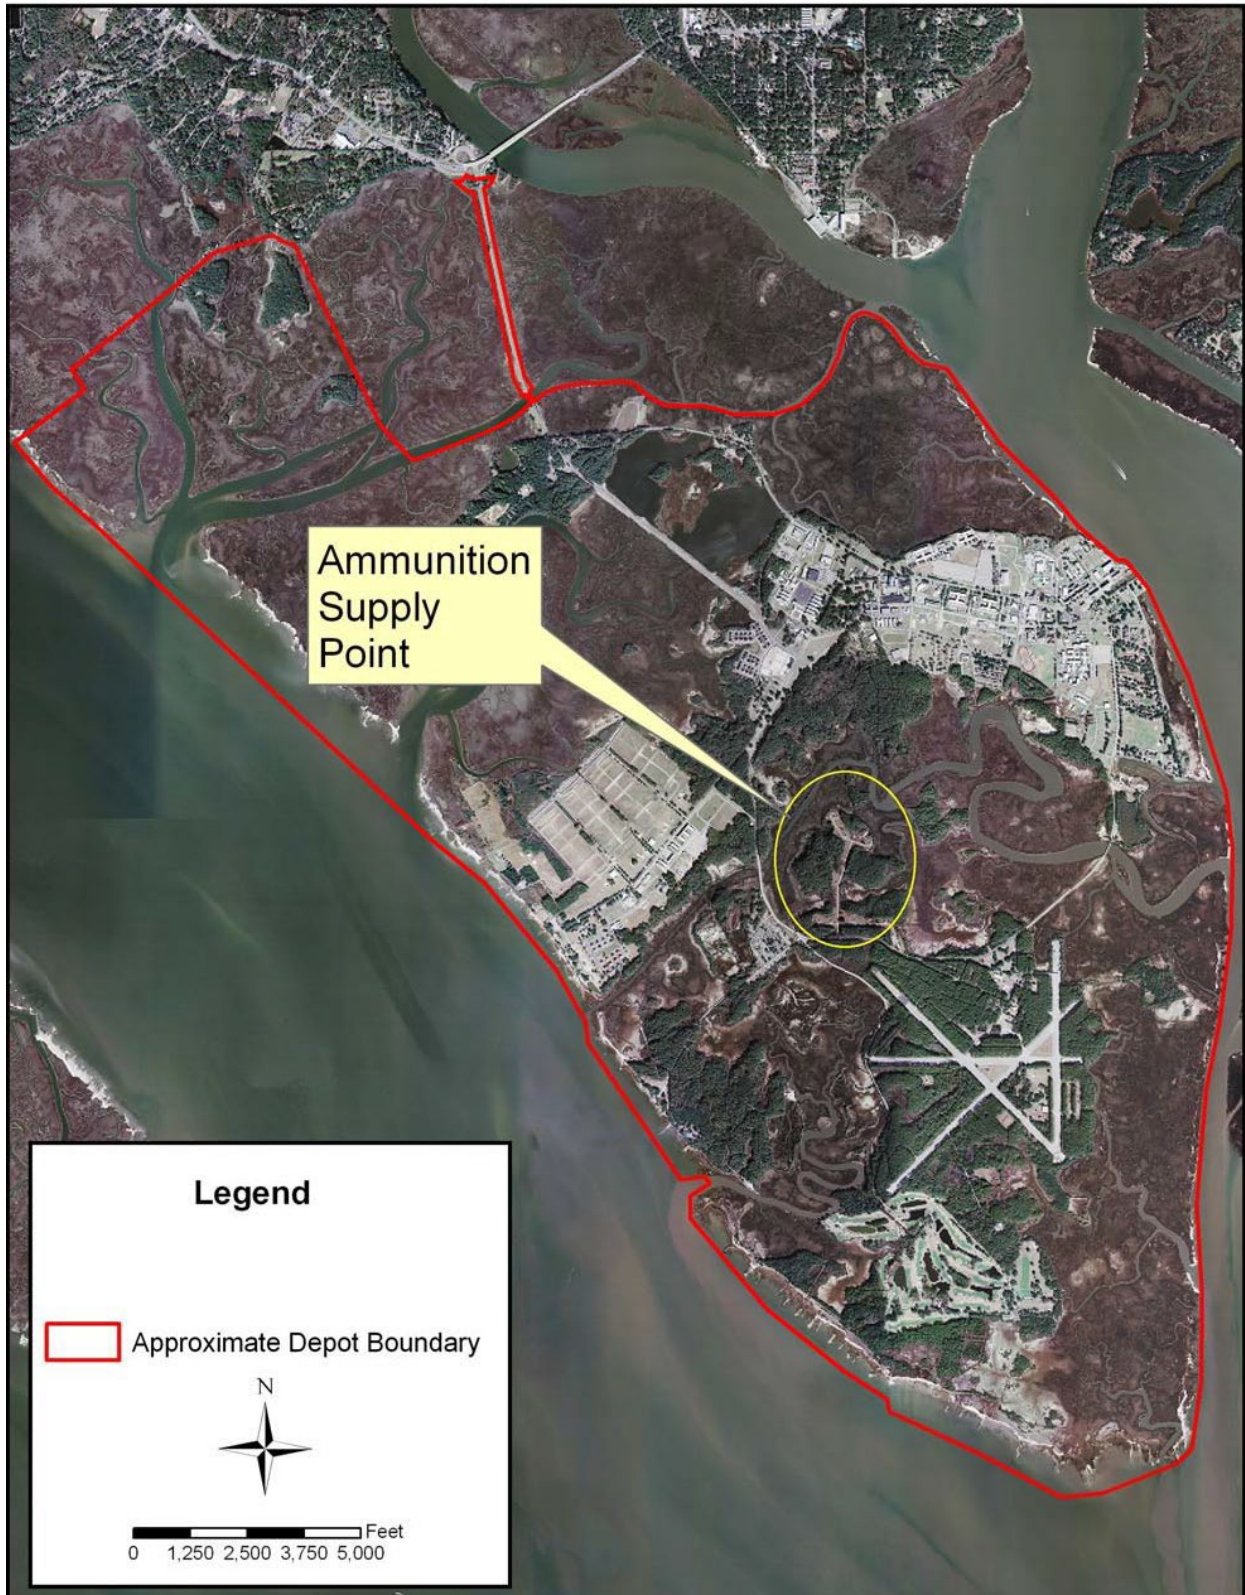 Ammunition
Supply
Point
Legend
Approximate Depot Boundary
N
Feet
0 1,250 2,500 3,750 5,000